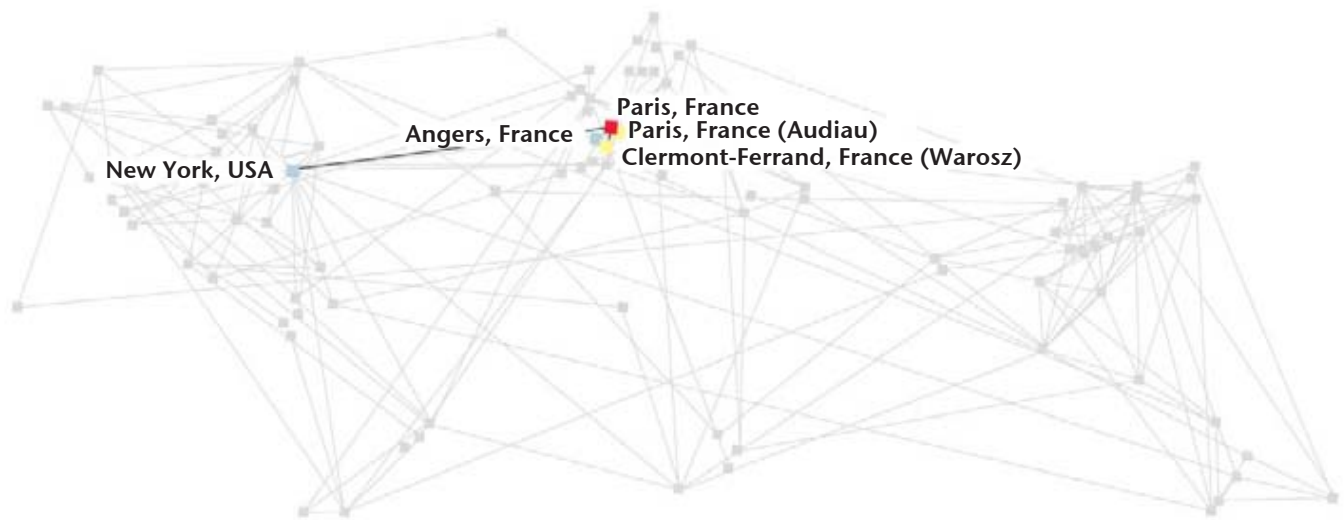 Paris, France
Angers, France
Paris, France (Audiau)
Clermont-Ferrand, France (Warosz)
New York, USA